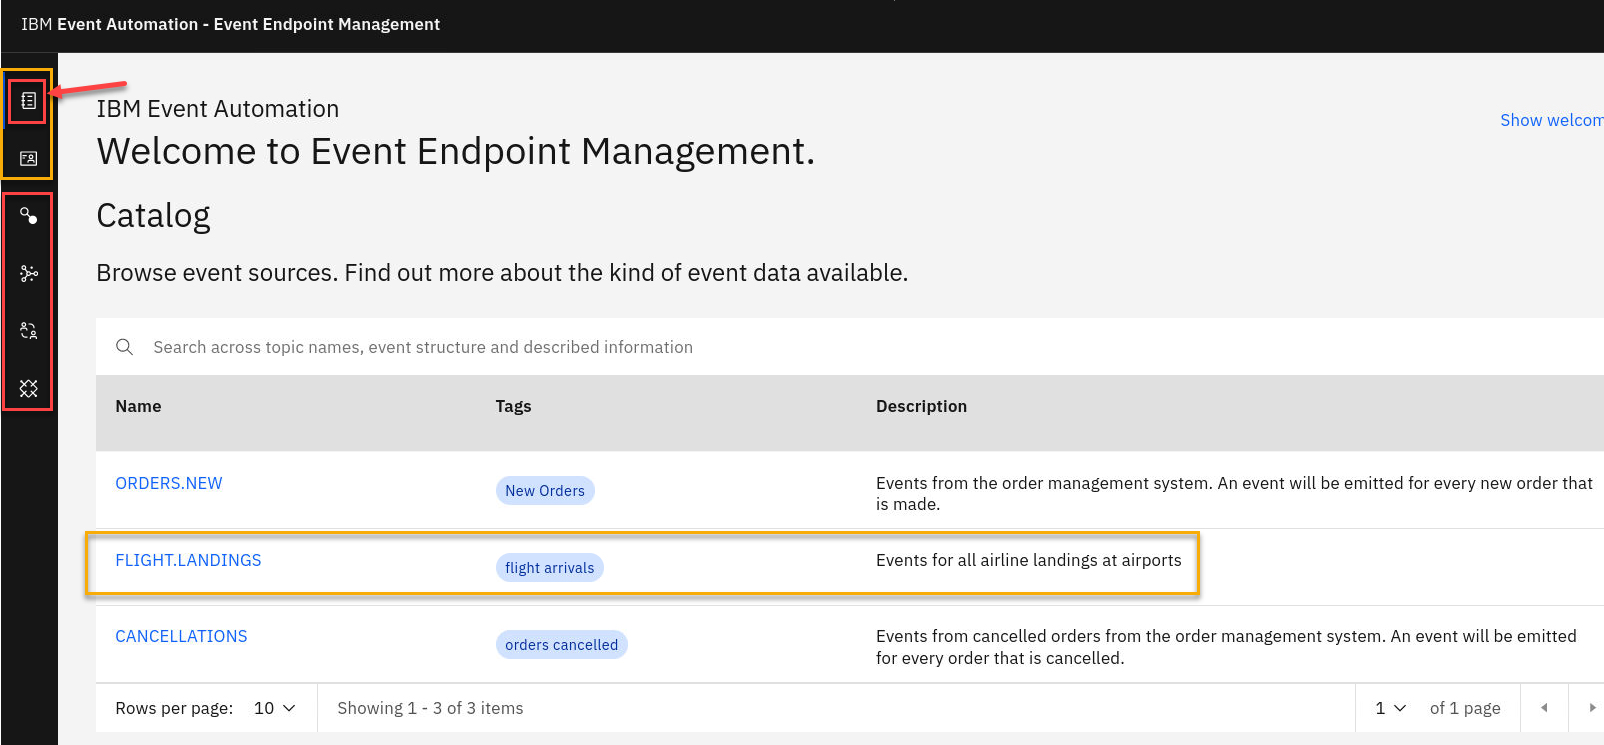 IBM Event Automation - Event Endpoint Management
IBM Event Automation
Show welcom
Welcome to Event Endpoint Management.
Catalog
Browse event sources. Find out more about the kind of event data available.
Search across topic names, event structure and described information
Name Tags Description
ORDERS.NEW New Orders Events from the order management system. An event will be emitted for every new order that
is made.
FLIGHT.LANDINGS flight arrivals Events for all airline landings at airports
CANCELLATIONS orders cancelled Events from cancelled orders from the order management system. An event will be emitted
for every order that is cancelled.
Rows per page: 10 Showing 1 - 3 of 3 items 1 of 1 page